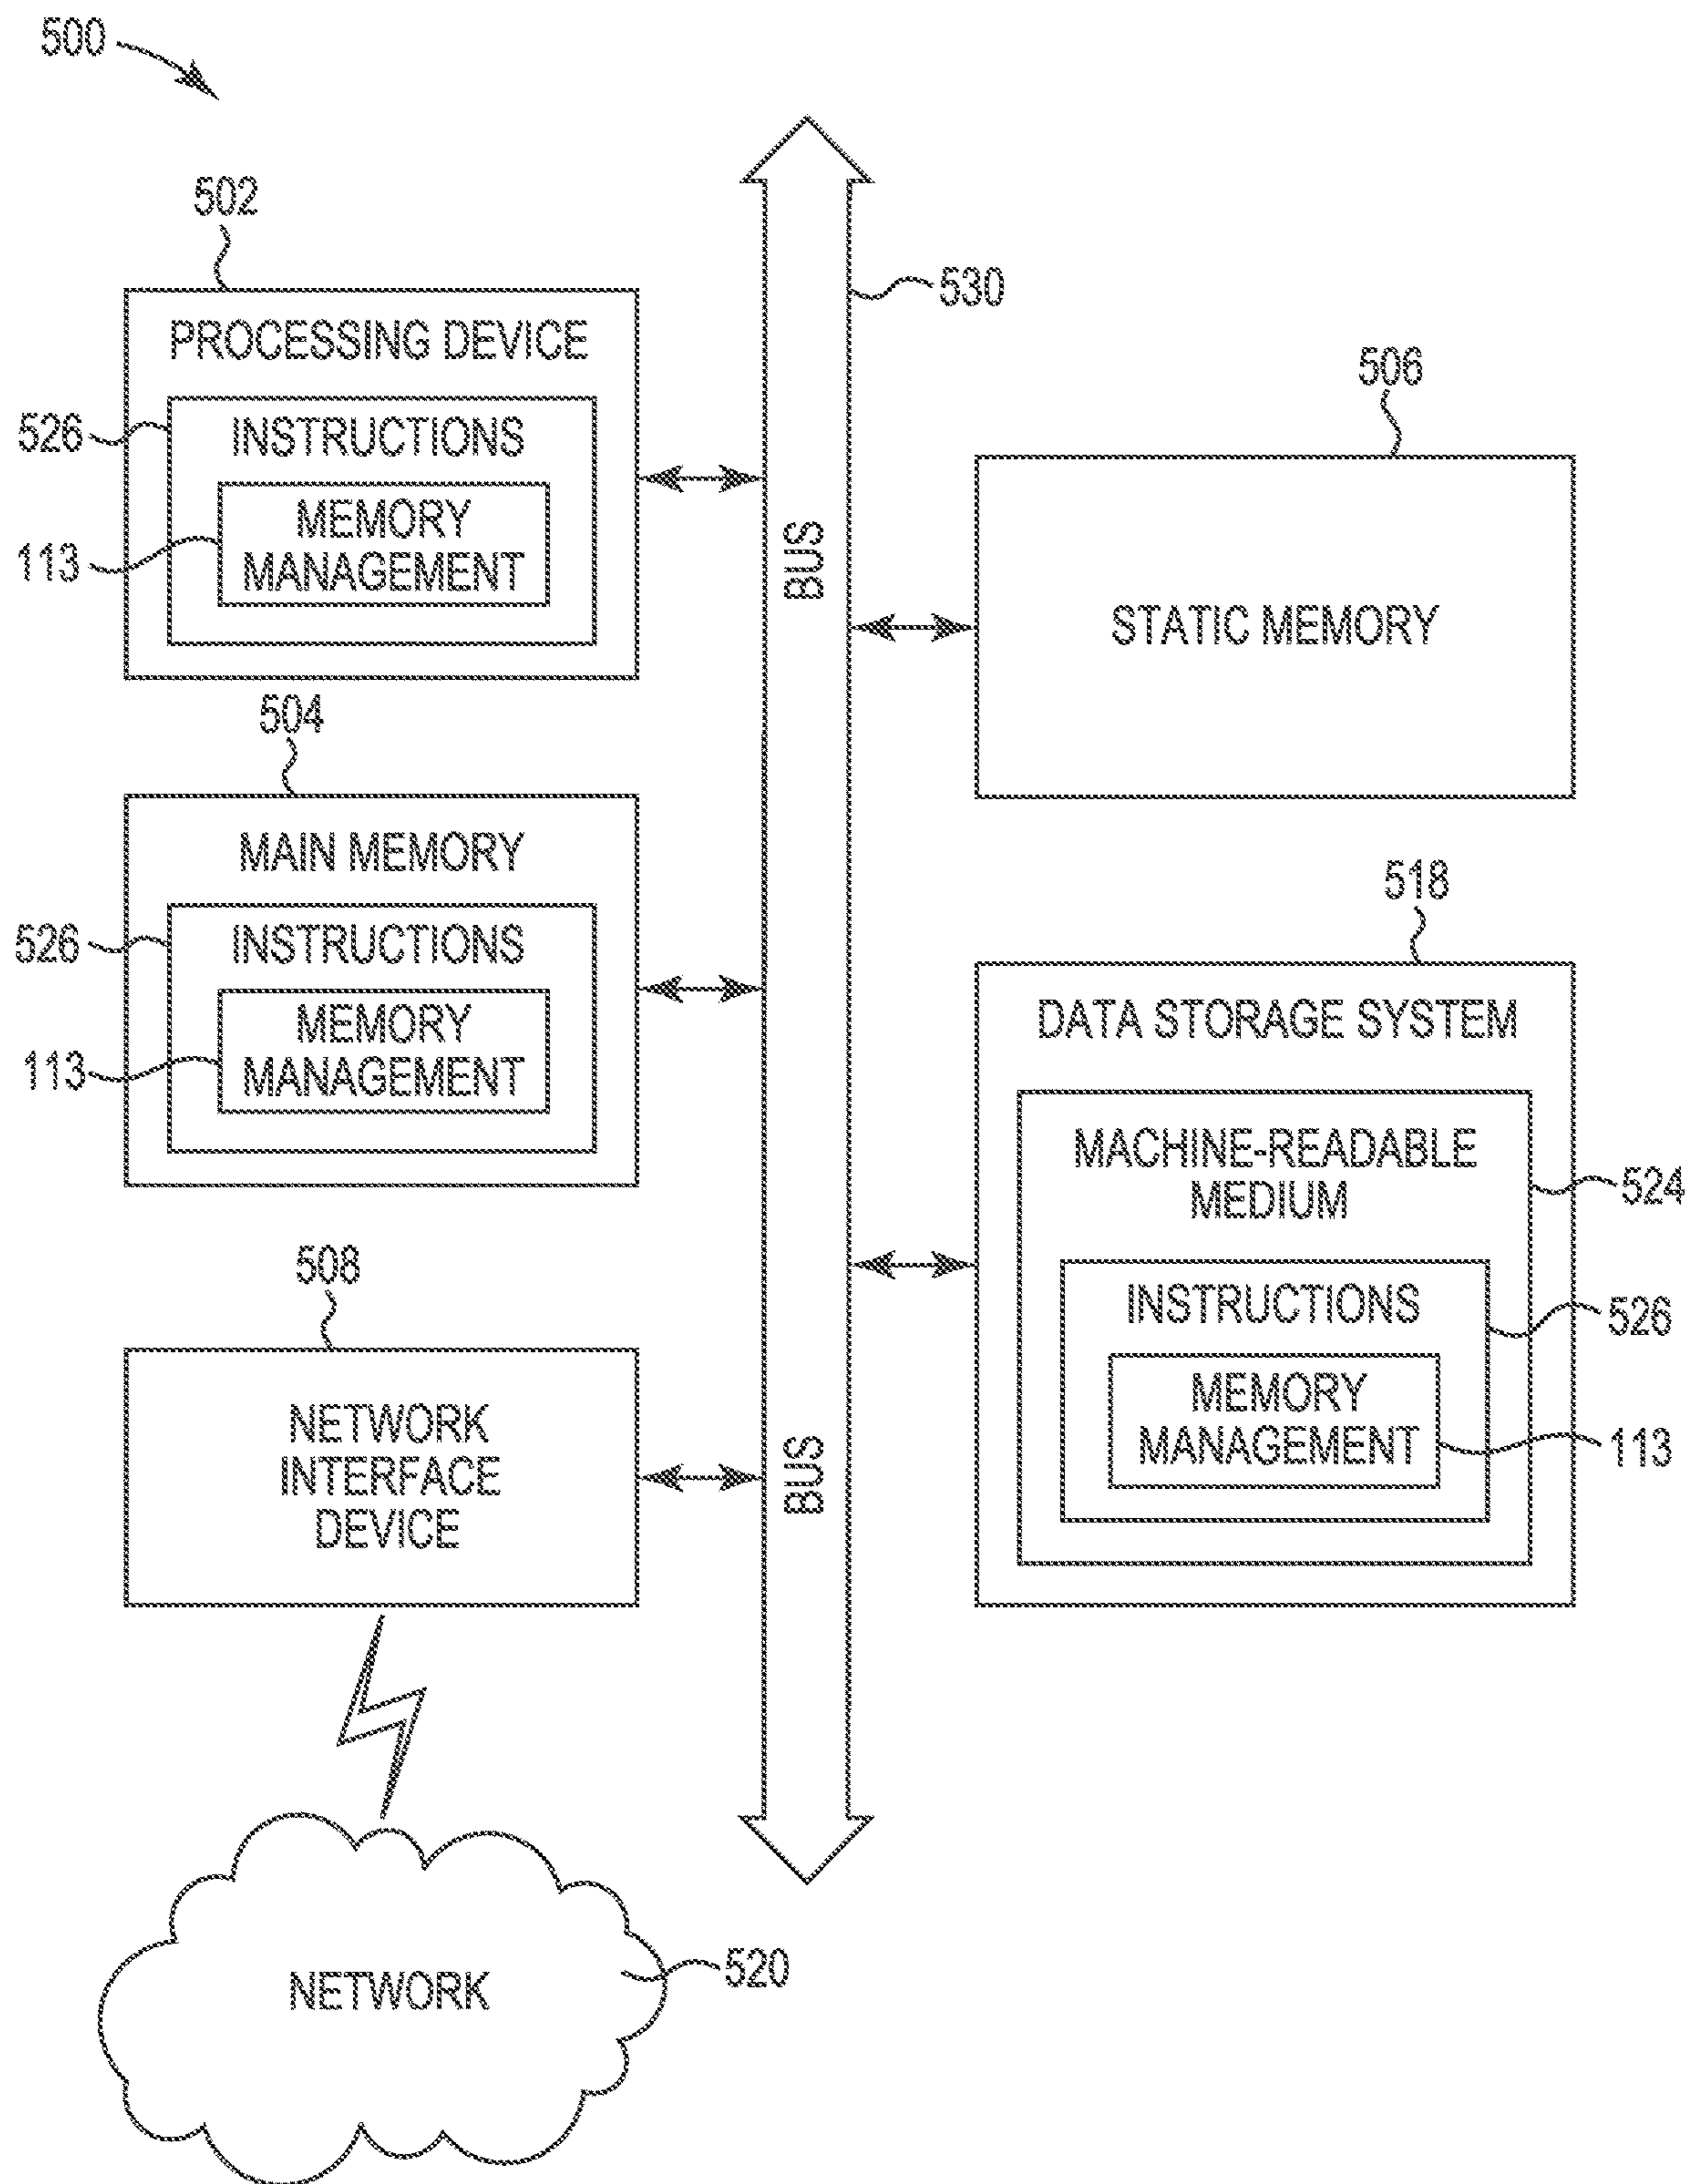 500
502
PROCESSING DEVICE
526
INSTRUCTIONS
MEMORY
MANAGEMENT
113
504
MAIN MEMORY
526
INSTRUCTIONS
MEMORY
MANAGEMENT
113
508
NETWORK
INTERFACE
DEVICE
NETWORK
520
BUS
BUS
530
506
STATIC MEMORY
518
DATA STORAGE SYSTEM
MACHINE-READABLE
MEDIUM
524
INSTRUCTIONS
526
MEMORY
MANAGEMENT
113